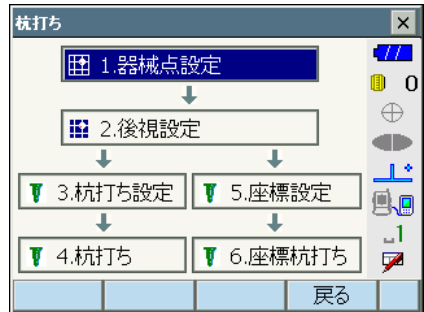 杭打ち
1.器械点設定
0
2.後視設定
3.杭打ち設定
5.座標設定
4.杭打ち
6.座標杭打ち
1
戻る